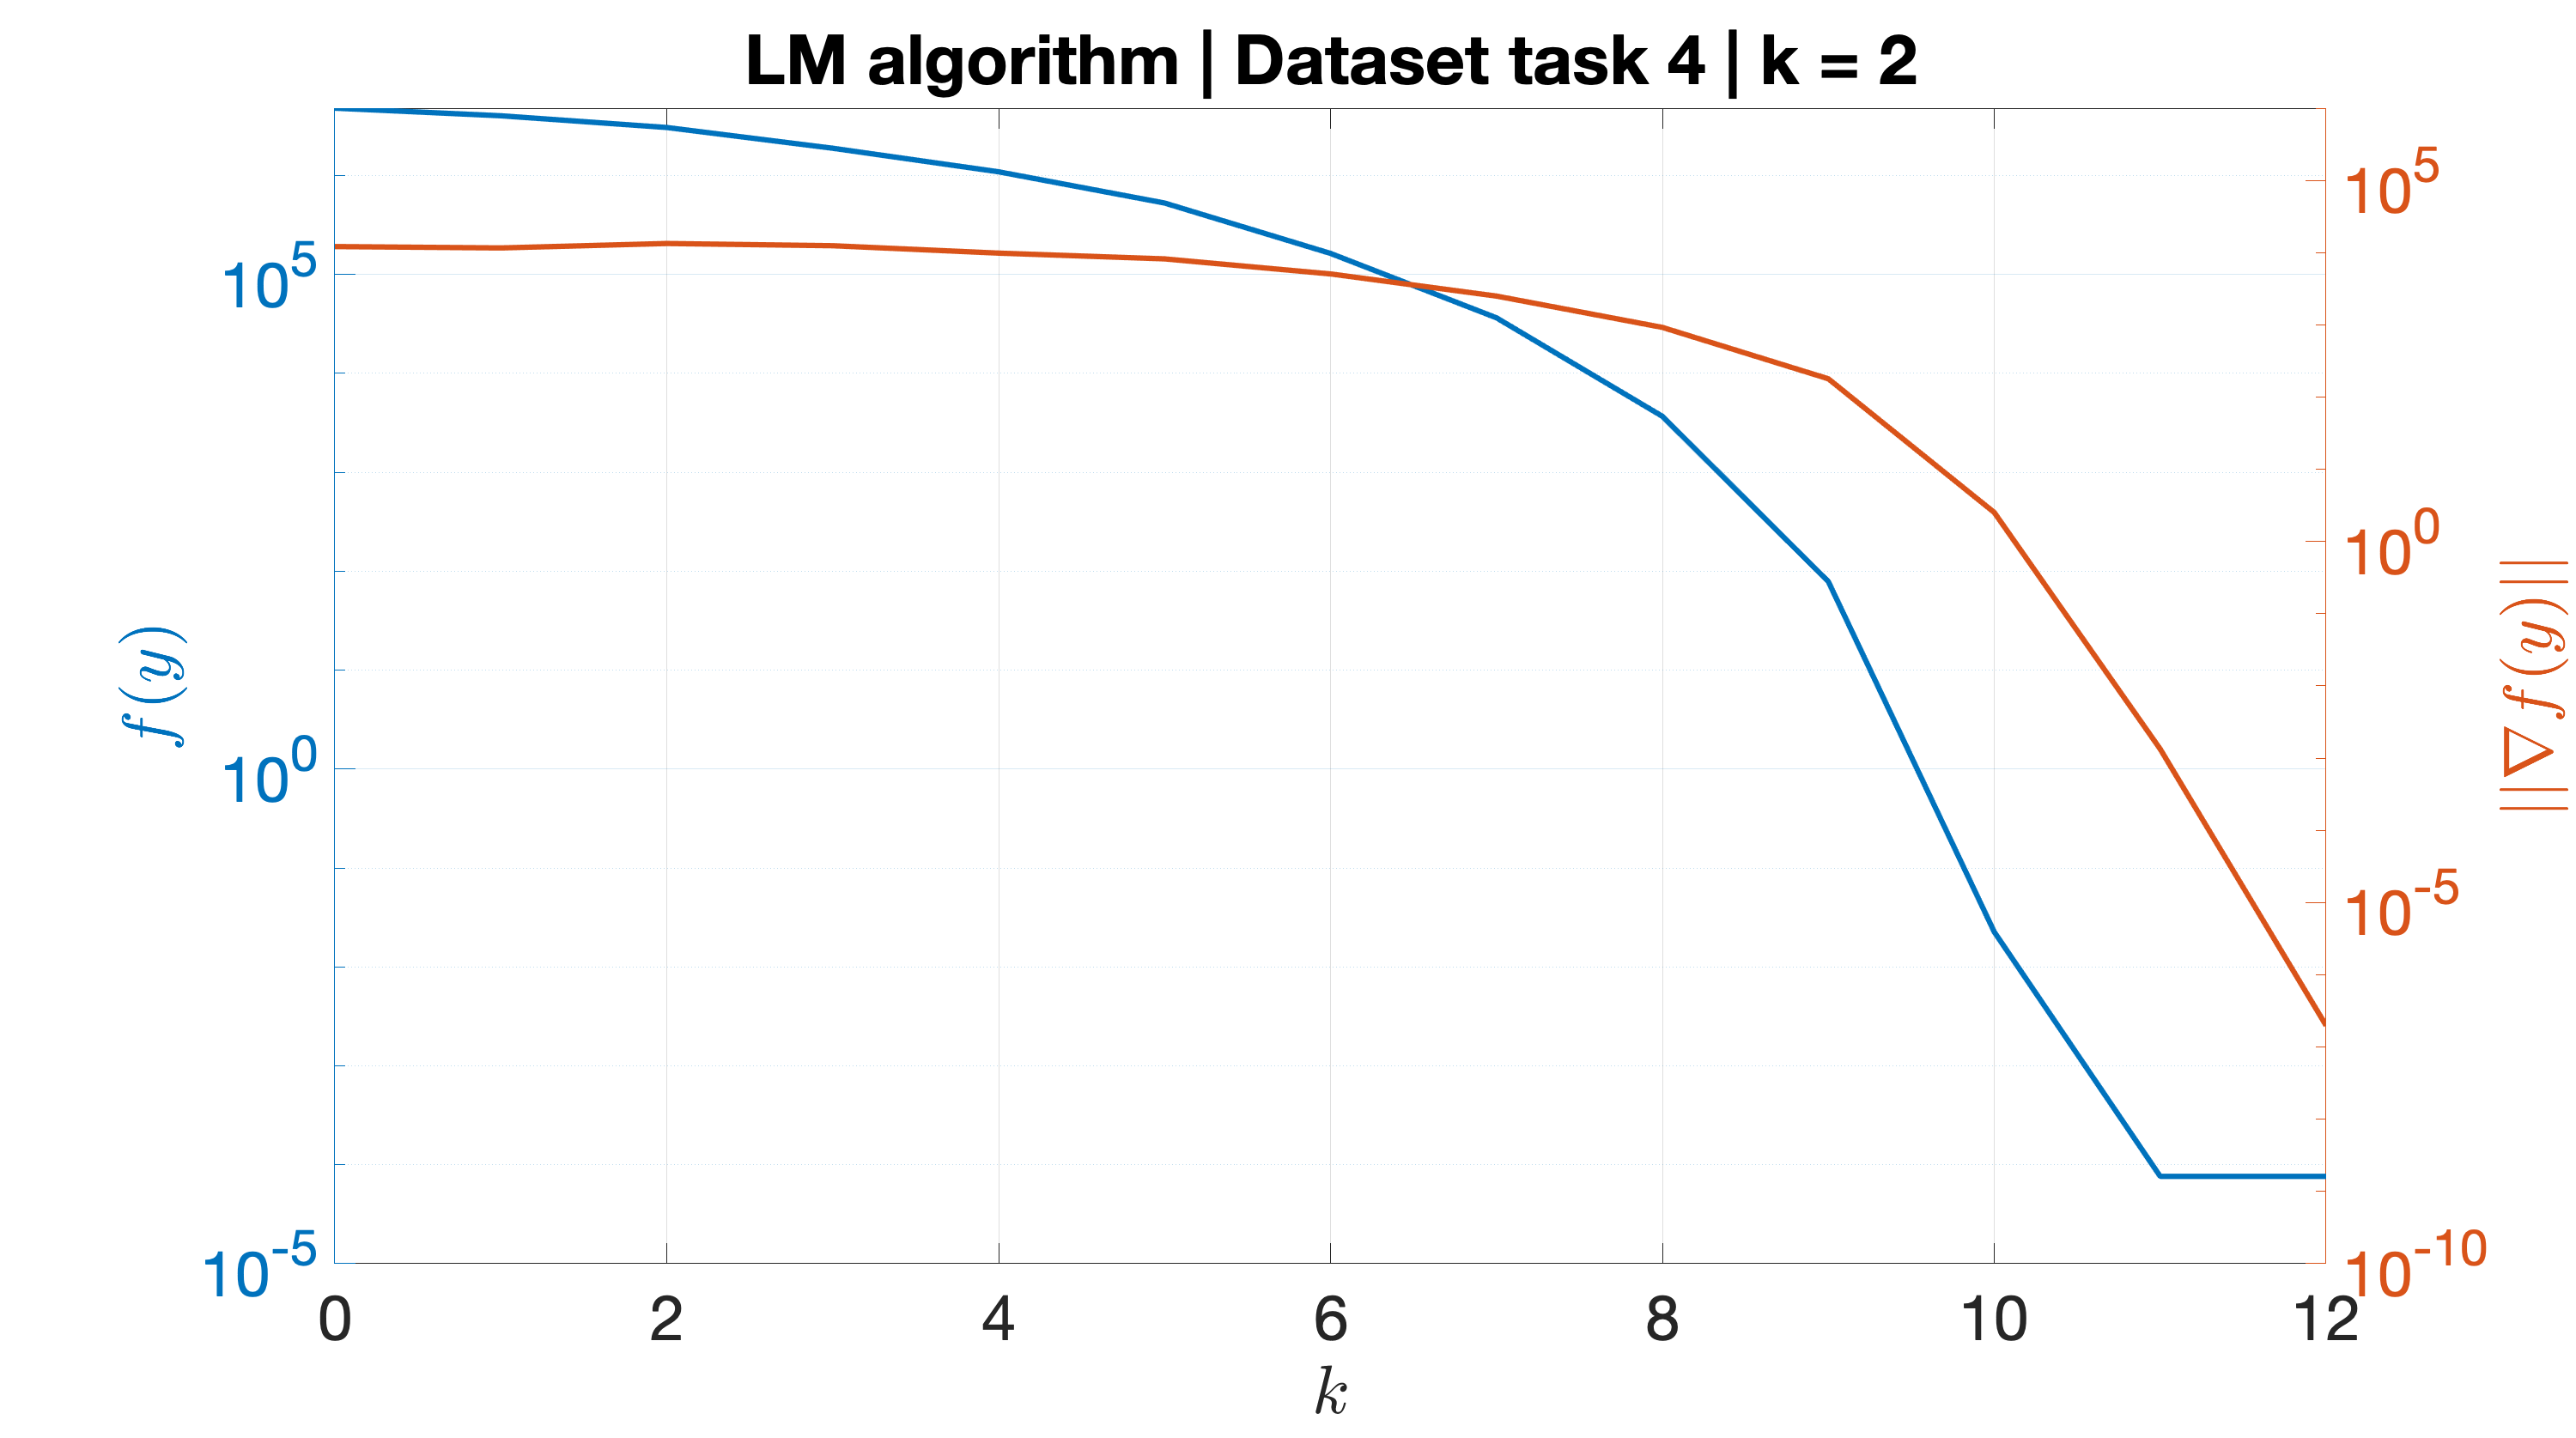 LM algorithm | Dataset task 4 | k = 2
10^5
10^0
10^-5
f(y)
10^5
10^0
10^-5
10^-10
||∇f(y)||
0 2 4 6 8 10 12
k